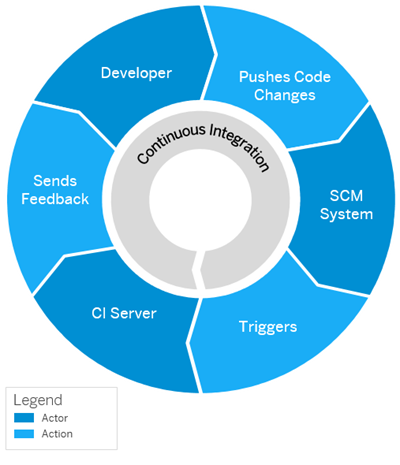 Developer
Pushes Code
Changes
Continuous Integration
Sends
Feedback
SCM
System
CI Server
Triggers
Legend
Actor
Action